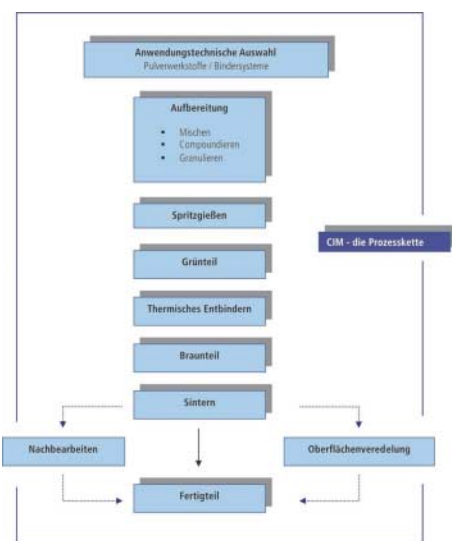 Anwendungstechnische Auswahl
Pulverwerkstoffe / Bindersysteme
Aufbereitung
▪ Mischen
▪ Compoundieren
▪ Granulieren
Spritzgießen
CIM - die Prozesskette
Grünteil
Thermisches Entbindern
Braunteil
Sintern
Nachbearbeiten
Oberflächenveredelung
Fertigteil